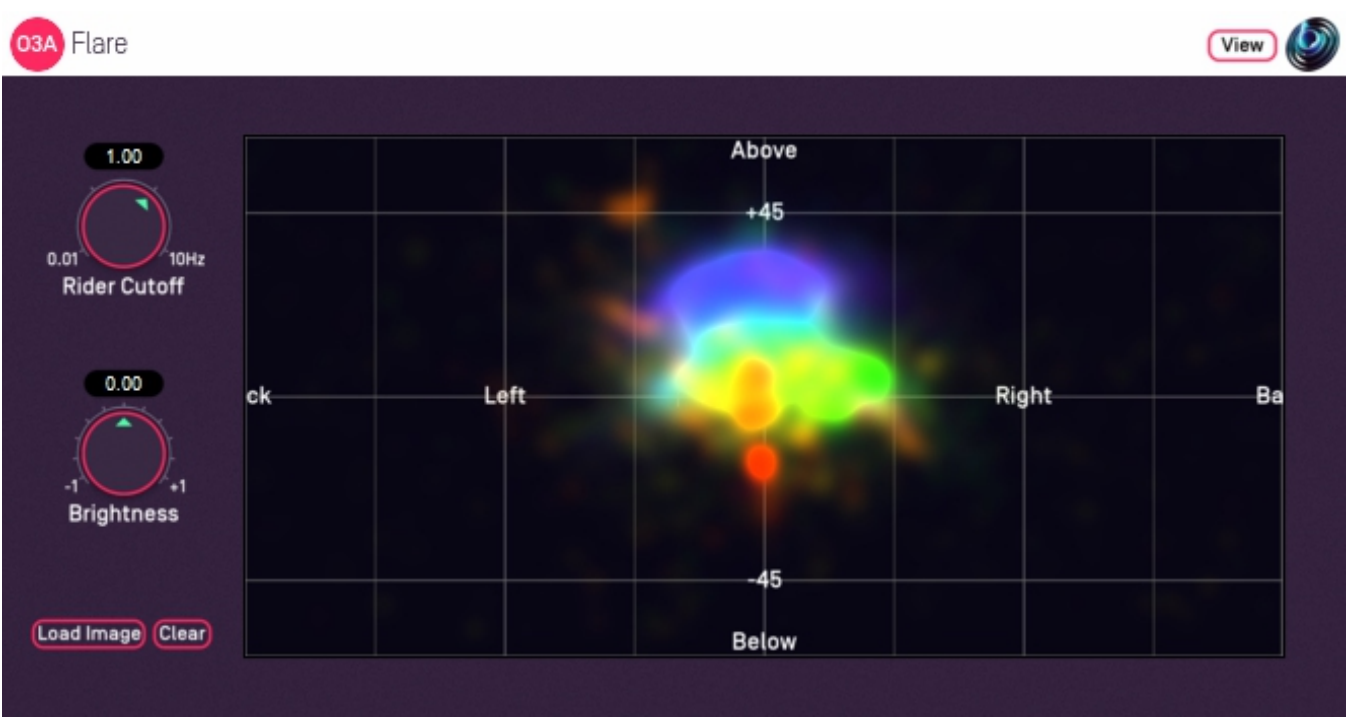 O3A Flare
View
1.00
0.01 10Hz
Rider Cutoff
0.00
-1 +1
Brightness
Load Image Clear
Above
+45
ck Left Right Ba
-45
Below